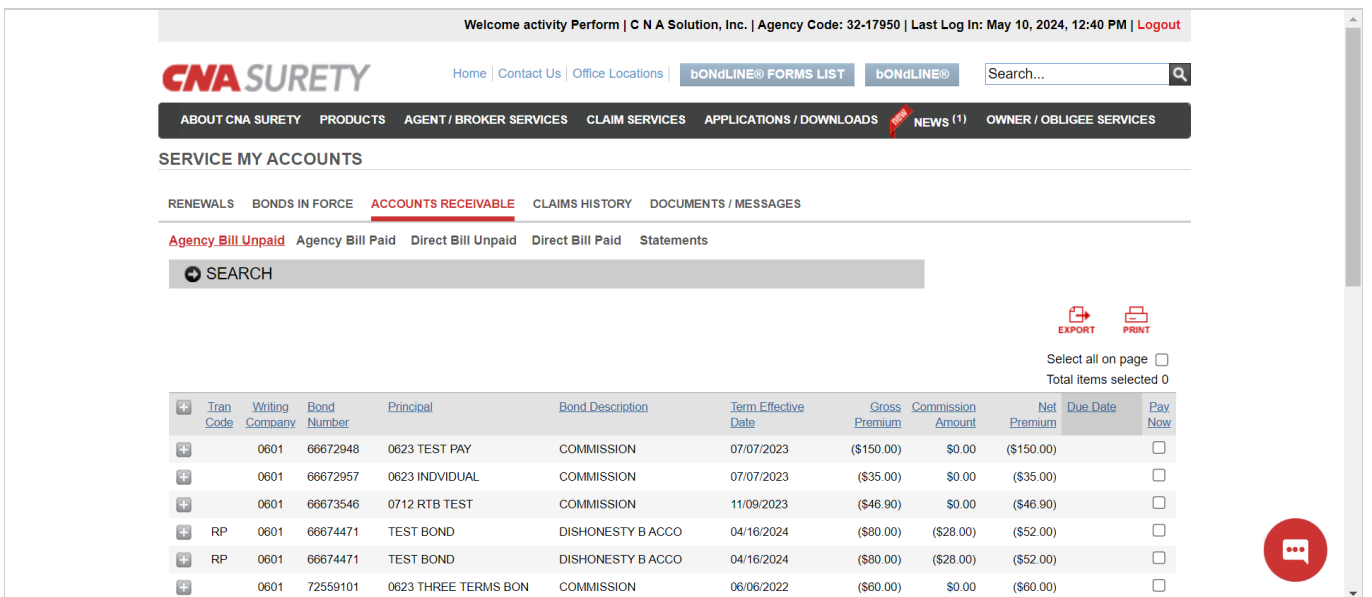 Welcome activity Perform | C N A Solution, Inc. | Agency Code: 32-17950 | Last Log In: May 10, 2024, 12:40 PM | Logout
CNA SURETY
Home | Contact Us | Office Locations |
bONdLINE® FORMS LIST
bONdLINE®
Search...
ABOUT CNA SURETY PRODUCTS AGENT / BROKER SERVICES CLAIM SERVICES APPLICATIONS / DOWNLOADS new NEWS (1) OWNER / OBLIGEE SERVICES
SERVICE MY ACCOUNTS
RENEWALS BONDS IN FORCE ACCOUNTS RECEIVABLE CLAIMS HISTORY DOCUMENTS / MESSAGES
Agency Bill Unpaid Agency Bill Paid Direct Bill Unpaid Direct Bill Paid Statements
SEARCH
EXPORT PRINT
Select all on page
Total items selected 0
Tran Writing Bond Principal Bond Description Term Effective Gross Commission Net Due Date Pay
Code Company Number Date Premium Amount Premium Now
0601 66672948 0623 TEST PAY COMMISSION 07/07/2023 ($150.00) $0.00 ($150.00)
0601 66672957 0623 INDVIDUAL COMMISSION 07/07/2023 ($35.00) $0.00 ($35.00)
0601 66673546 0712 RTB TEST COMMISSION 11/09/2023 ($46.90) $0.00 ($46.90)
RP 0601 66674471 TEST BOND DISHONESTY B ACCO 04/16/2024 ($80.00) ($28.00) ($52.00)
RP 0601 66674471 TEST BOND DISHONESTY B ACCO 04/16/2024 ($80.00) ($28.00) ($52.00)
0601 72559101 0623 THREE TERMS BON COMMISSION 06/06/2022 ($60.00) $0.00 ($60.00)